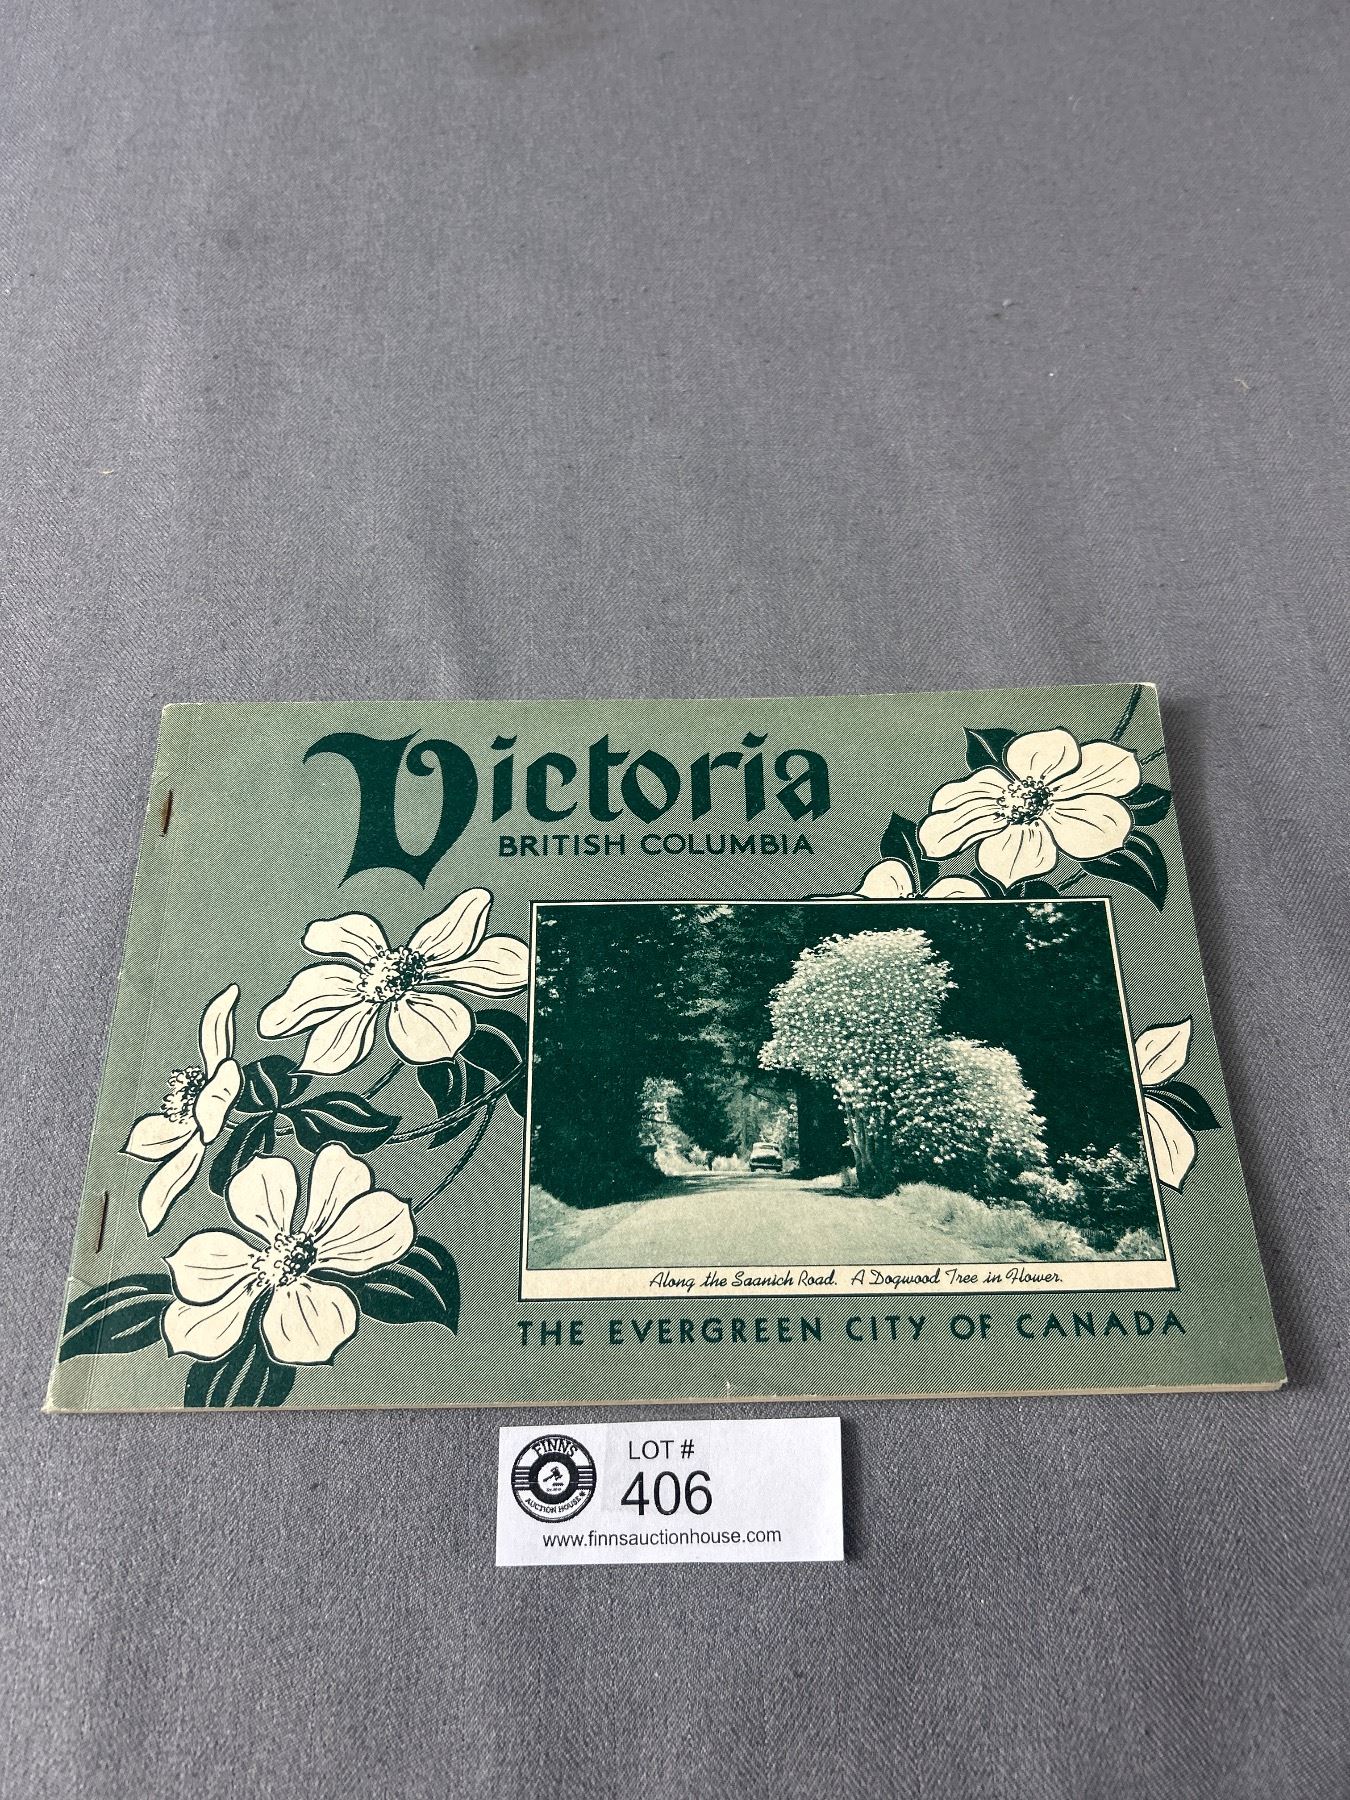 Victoria
BRITISH COLUMBIA
Along the Saanich Road. A Dogwood Tree in Flower.
THE EVERGREEN CITY OF CANADA
FINNS
AUCTION HOUSE
LOT #
406
www.finnsauctionhouse.com